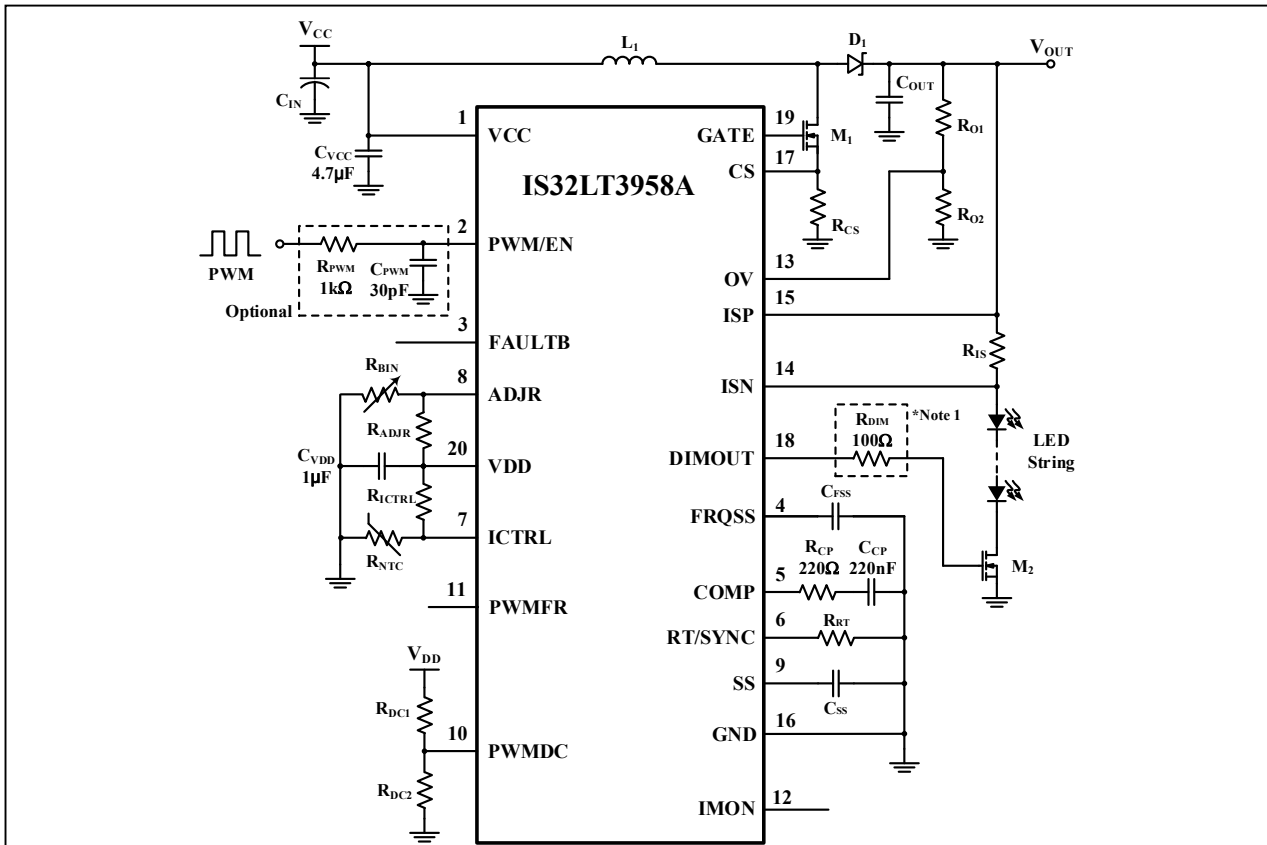 VCC
L1
D1
VOUT
CIN
COUT
1
VCC
GATE
19
M1
RO1
CVCC
4.7µF
IS32LT3958A
CS
17
RCS
RO2
PWM
RPWM
1kΩ
CPWM
30pF
Optional
2
PWM/EN
OV
13
ISP
15
3
FAULTB
RIS
RBIN
8
ADJR
ISN
14
RADJR
*Note 1
RDIM
100Ω
LED
String
CVDD
1µF
20
VDD
DIMOUT
18
RICTRL
CFSS
FRQSS
4
RNTC
7
ICTRL
RCP
220Ω
CCP
220nF
M2
COMP
5
11
PWMFR
RRT
RT/SYNC
6
VDD
SS
9
CSS
RDC1
10
PWMDC
GND
16
RDC2
IMON
12